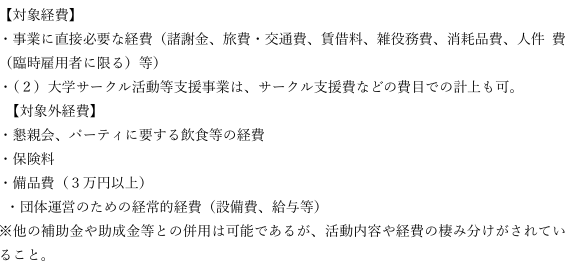 【対象経費】
・事業に直接必要な経費（諸謝金、旅費・交通費、賃借料、雑役務費、消耗品費、人件 費
（臨時雇用者に限る）等）
・（２）大学サークル活動等支援事業は、サークル支援費などの費目での計上も可。
【対象外経費】
・懇親会、パーティに要する飲食等の経費
・保険料
・備品費（３万円以上）
・団体運営のための経常的経費（設備費、給与等）
※他の補助金や助成金等との併用は可能であるが、活動内容や経費の棲み分けがされてい
ること。